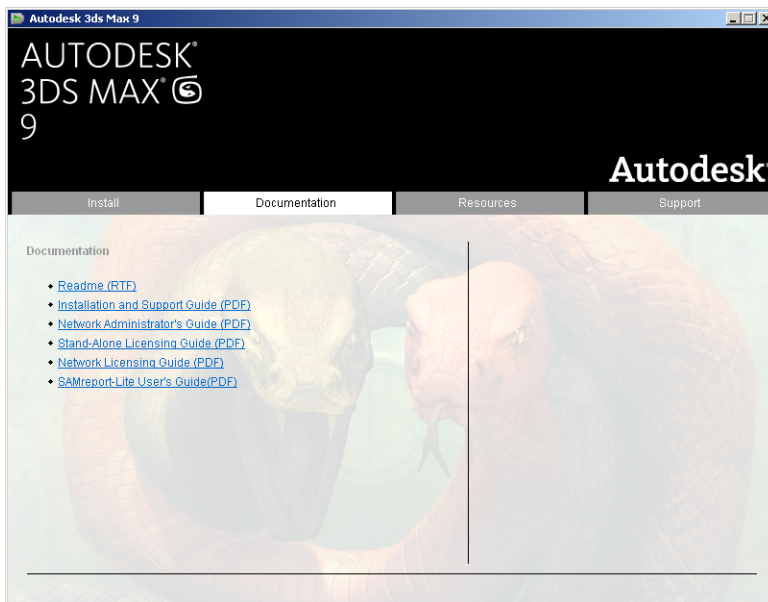 Autodesk 3ds Max 9
AUTODESK®
3DS MAX®
9
Autodesk
Install
Documentation
Resources
Support
Documentation
Readme (RTF)
Installation and Support Guide (PDF)
Network Administrator's Guide (PDF)
Stand-Alone Licensing Guide (PDF)
Network Licensing Guide (PDF)
SAMreport-Lite User's Guide(PDF)